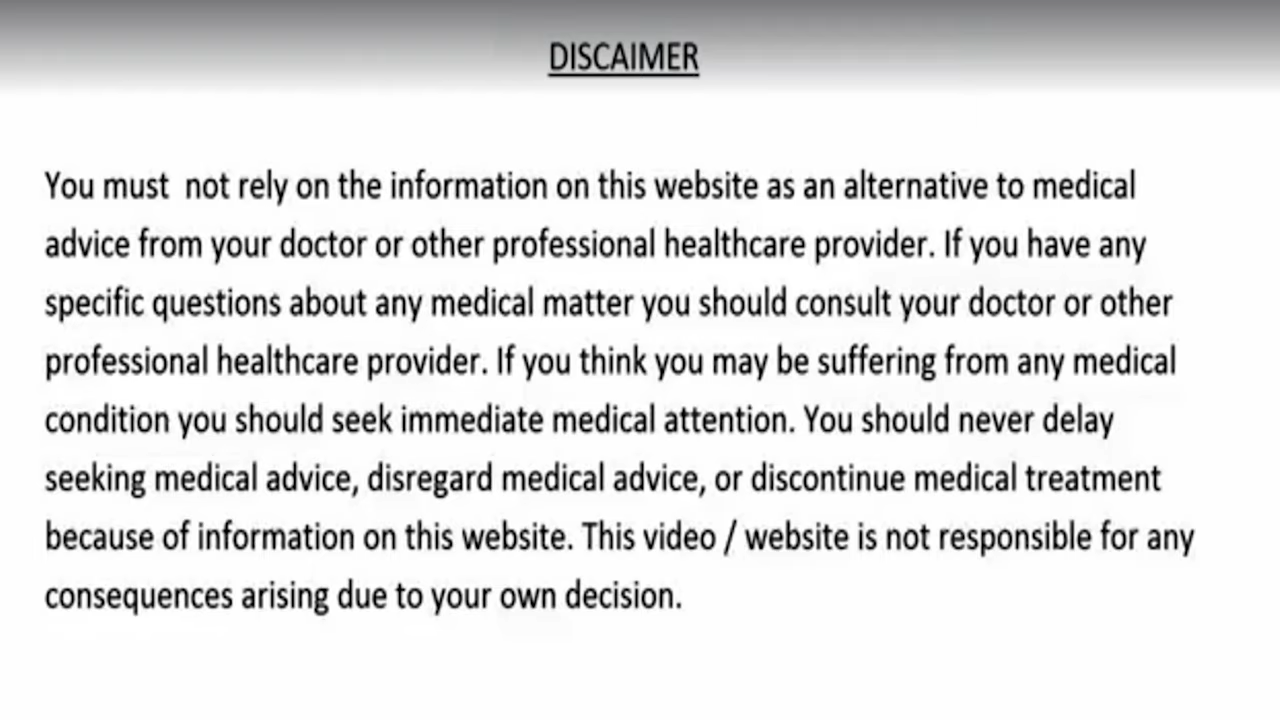 DISCAIMER
You must  not rely on the information on this website as an alternative to medical
advice from your doctor or other professional healthcare provider. If you have any
specific questions about any medical matter you should consult your doctor or other
professional healthcare provider. If you think you may be suffering from any medical
condition you should seek immediate medical attention. You should never delay
seeking medical advice, disregard medical advice, or discontinue medical treatment
because of information on this website. This video / website is not responsible for any
consequences arising due to your own decision.